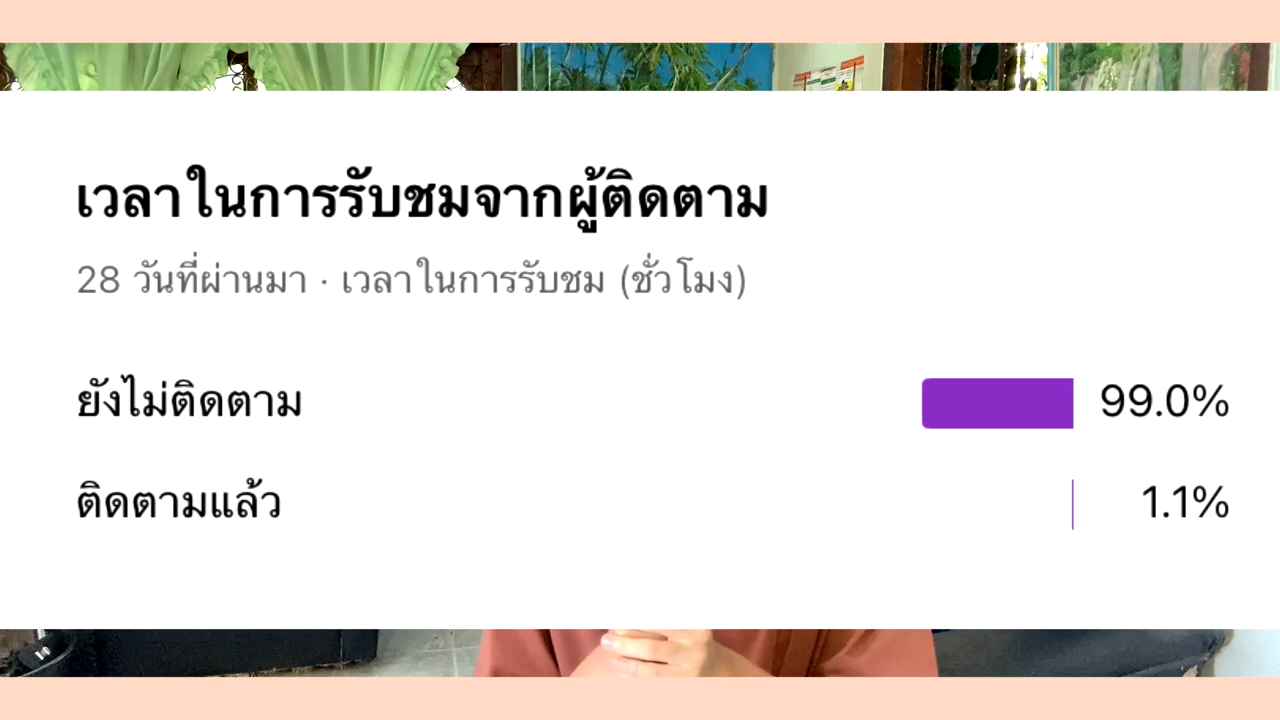 เวลาในการรับชมจากผู้ติดตาม
28 วันที่ผ่านมา · เวลาในการรับชม (ชั่วโมง)
ยังไม่ติดตาม 99.0%
ติดตามแล้ว 1.1%